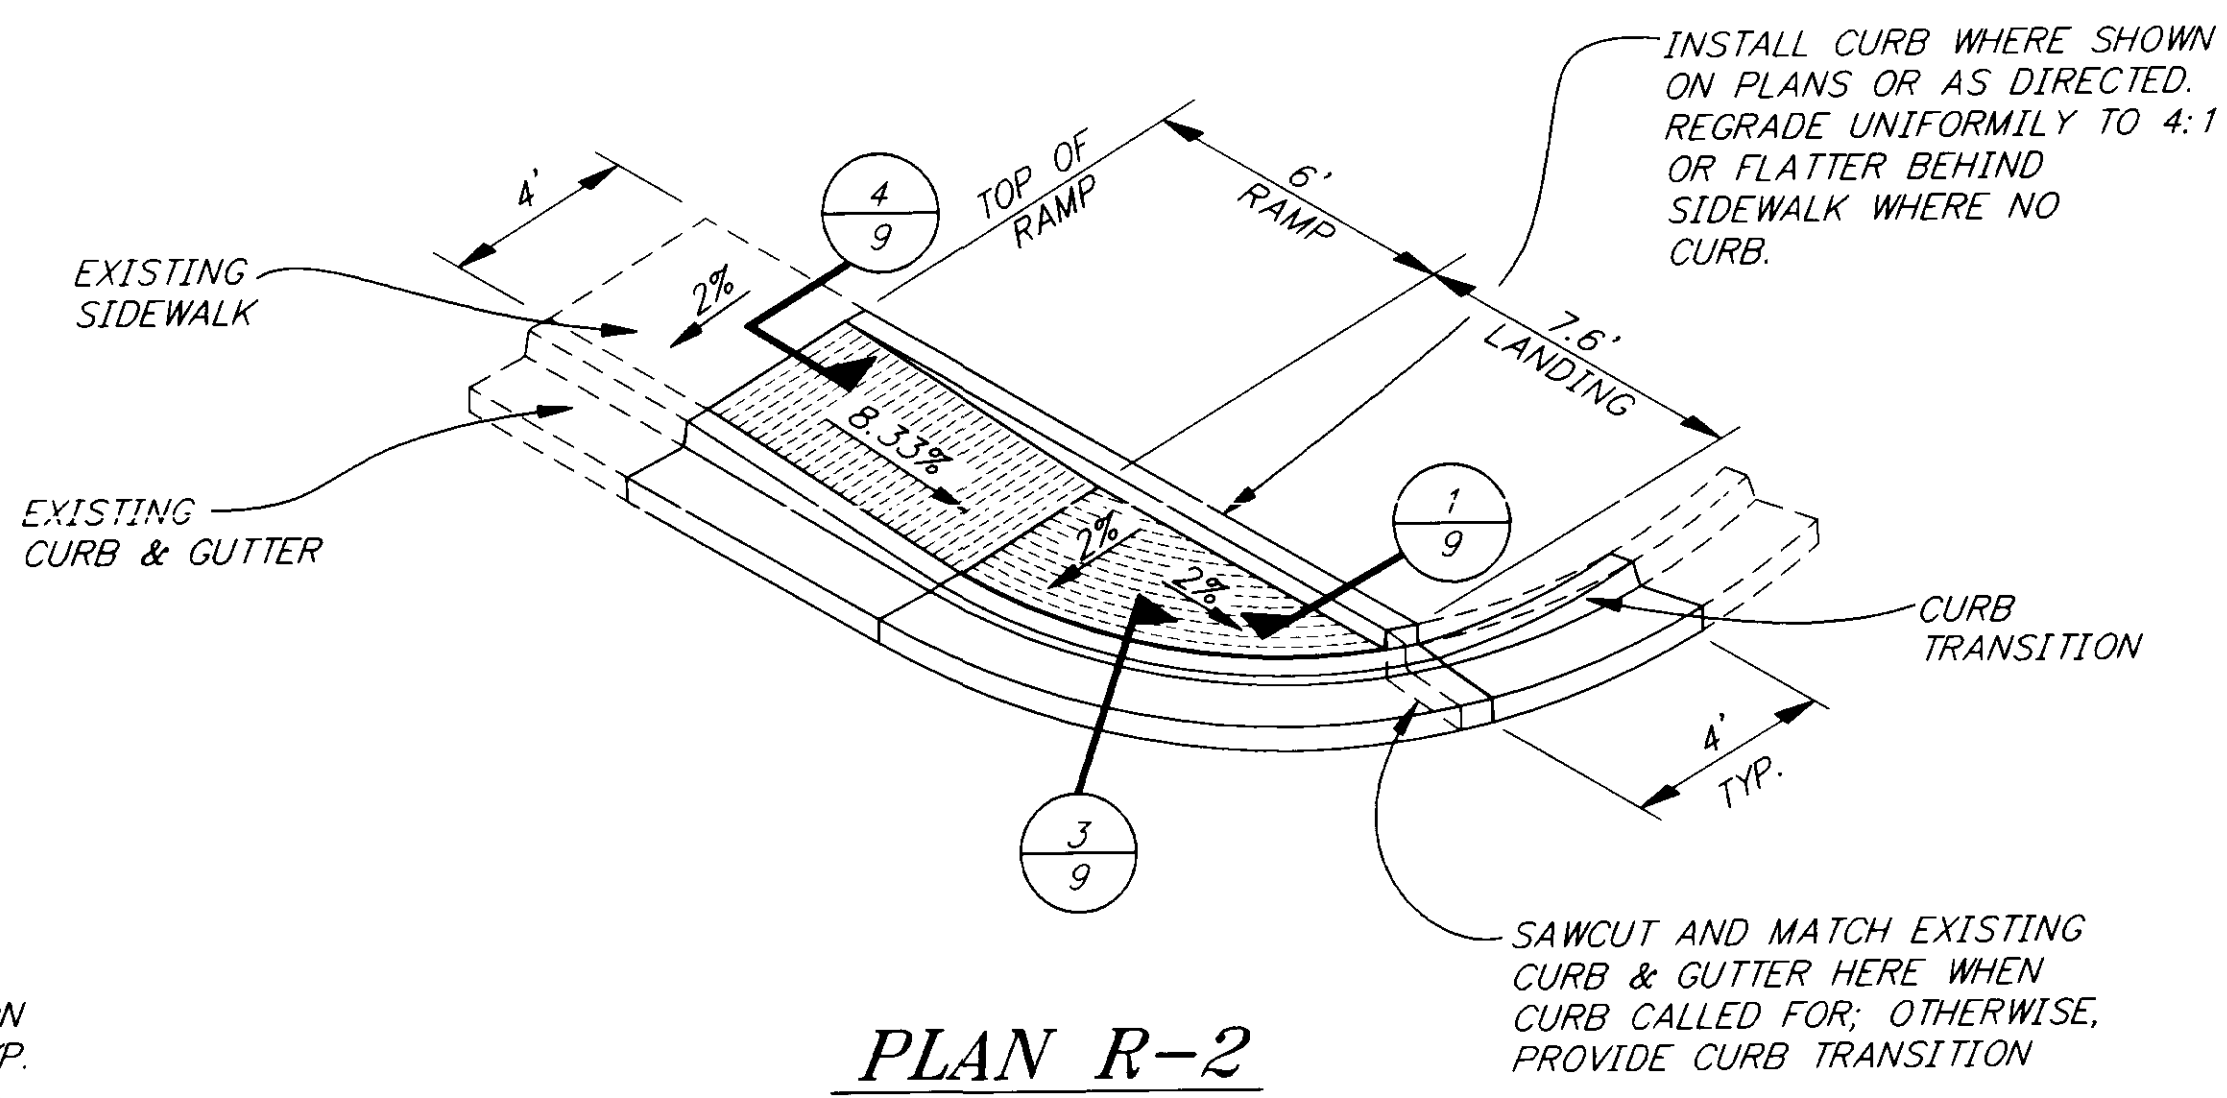 INSTALL CURB WHERE SHOWN
ON PLANS OR AS DIRECTED.
REGRADE UNIFORMILY TO 4:1
OR FLATTER BEHIND
SIDEWALK WHERE NO
CURB.
4'
4
9
TOP OF
RAMP
6'
RAMP
7.6'
LANDING
EXISTING
SIDEWALK
2%
8.33%
EXISTING
CURB & GUTTER
2%
2%
1
9
CURB
TRANSITION
4'
TYP.
3
9
SAWCUT AND MATCH EXISTING
CURB & GUTTER HERE WHEN
CURB CALLED FOR; OTHERWISE,
PROVIDE CURB TRANSITION
PLAN R-2